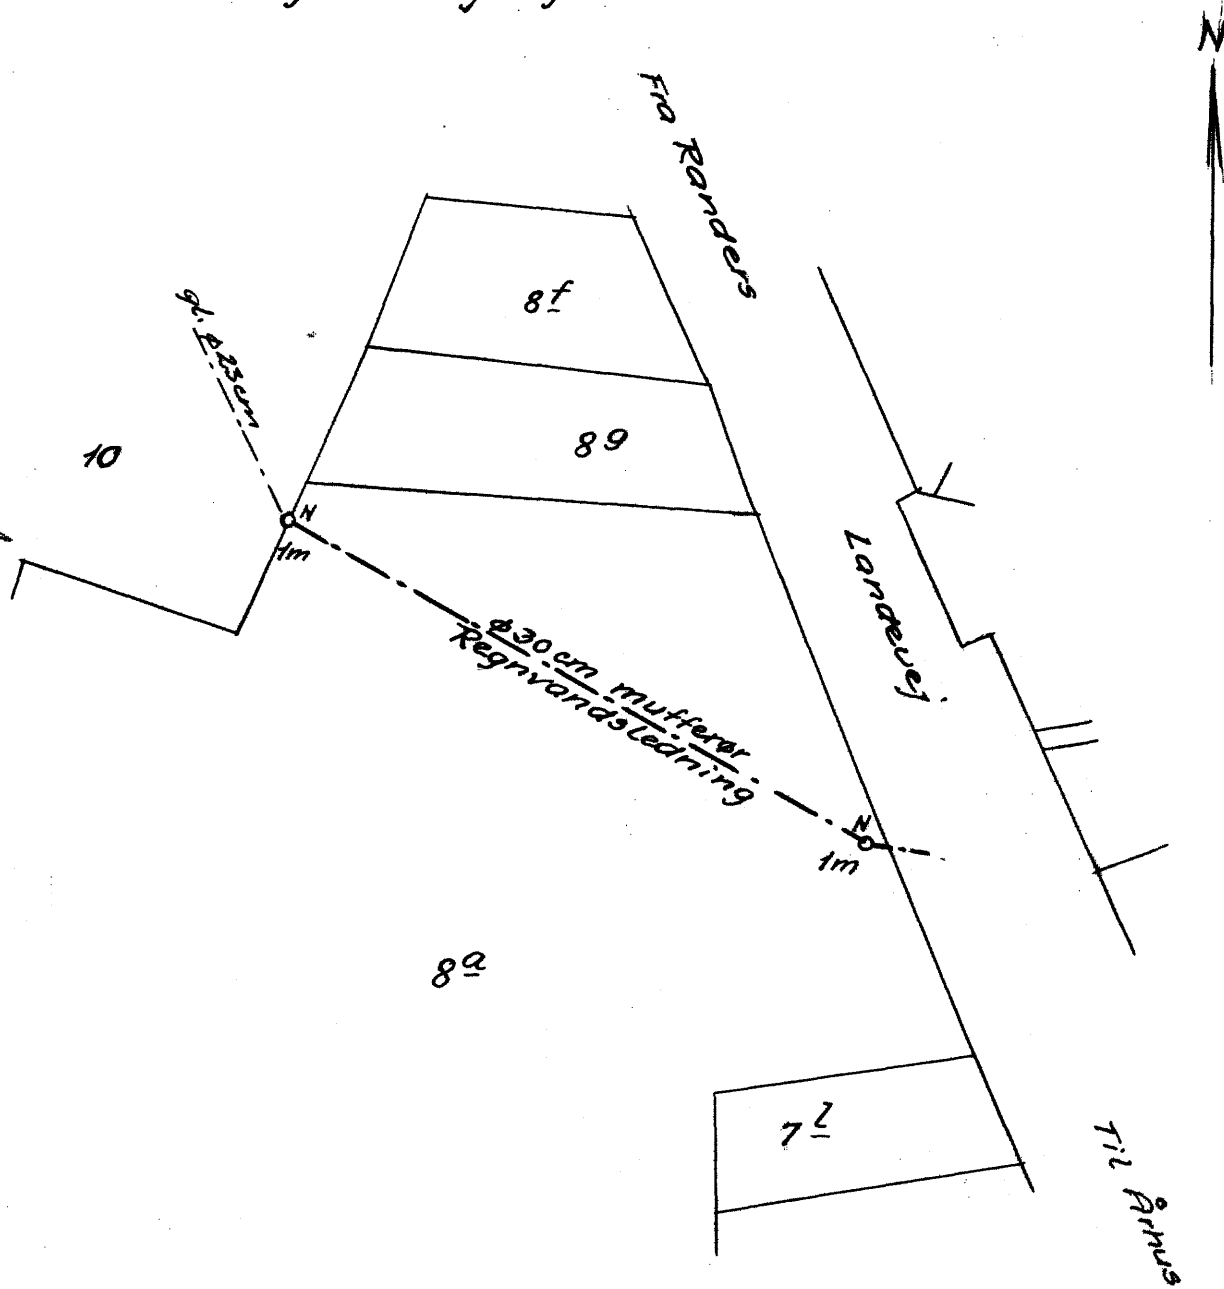 N
Fra Randers
8f
gl. ø23cm
89
10
N
1m
Landevej
ø30cm mufferør
Regnvandsledning
N
1m
8a
7l
Til Århus